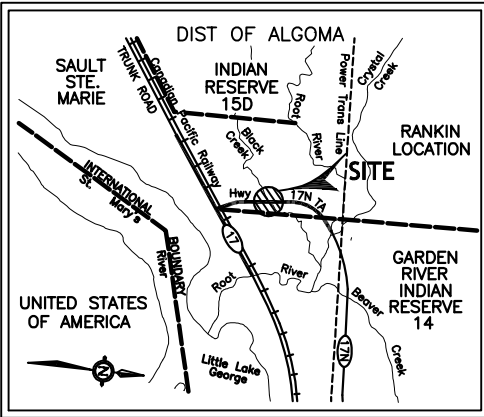 DIST OF ALGOMA
SAULT
STE.
MARIE
TRUNK ROAD
Canadian Pacific Railway
INDIAN
RESERVE
15D
Root
River
Power Trans Line
Crystal
Creek
Black
Creek
RANKIN
LOCATION
SITE
Hwy
17N TA
INTERNATIONAL
BOUNDARY
St. Mary's
River
17
GARDEN
RIVER
INDIAN
RESERVE
14
Root
River
Beaver
Creek
UNITED STATES
OF AMERICA
Little Lake
George
17N
N